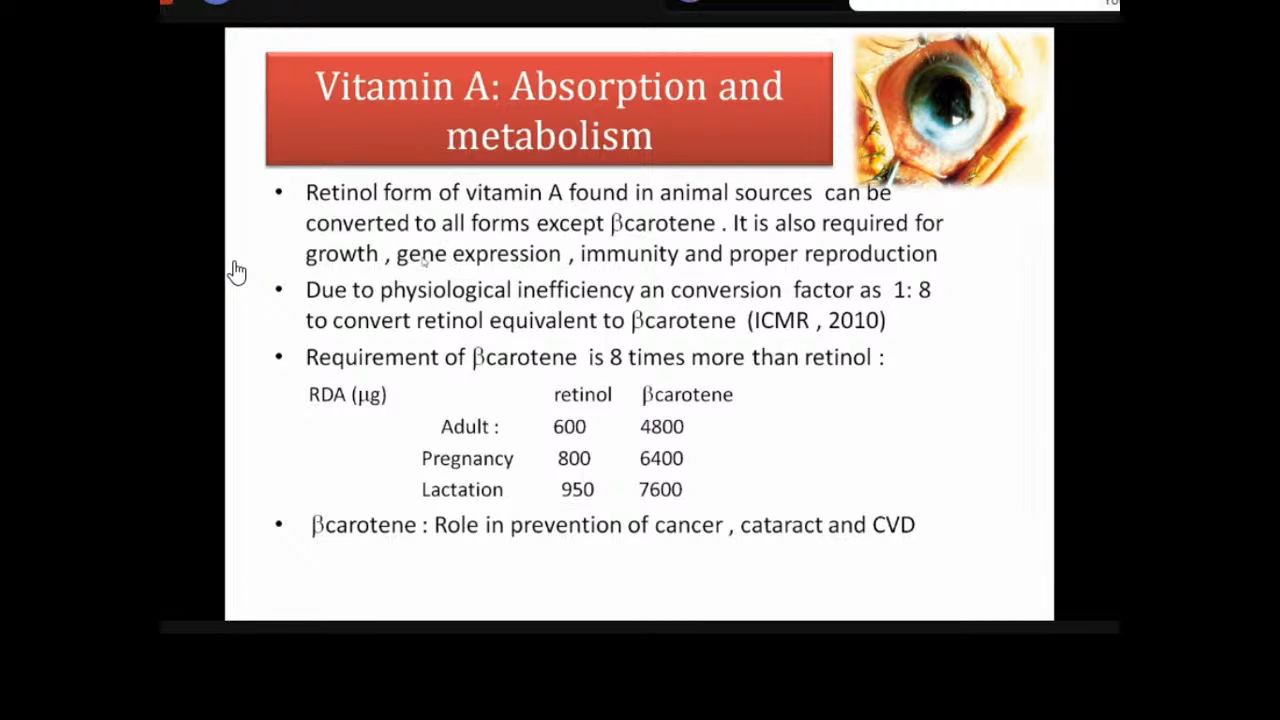 Vitamin A: Absorption and
metabolism
• Retinol form of vitamin A found in animal sources can be
converted to all forms except βcarotene . It is also required for
growth , gene expression , immunity and proper reproduction
• Due to physiological inefficiency an conversion factor as 1: 8
to convert retinol equivalent to βcarotene (ICMR , 2010)
• Requirement of βcarotene is 8 times more than retinol :
RDA (µg) retinol βcarotene
Adult : 600 4800
Pregnancy 800 6400
Lactation 950 7600
• βcarotene : Role in prevention of cancer , cataract and CVD